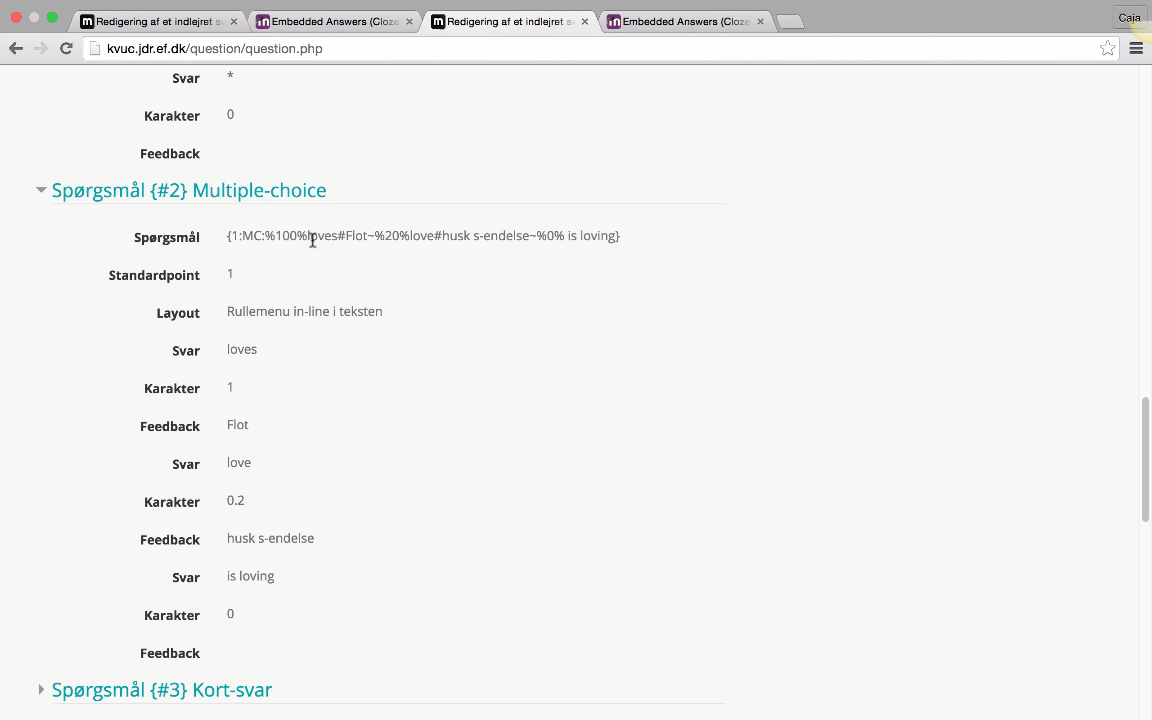 Redigering af et indlejret s
Embedded Answers (Cloze
Redigering af et indlejret s
Embedded Answers (Cloze
Caja
kvuc.jdr.ef.dk/question/question.php
Svar *
Karakter 0
Feedback
Spørgsmål {#2} Multiple-choice
Spørgsmål {1:MC:%100%loves#Flot~%20%love#husk s-endelse~%0% is loving}
Standardpoint 1
Layout Rullemenu in-line i teksten
Svar loves
Karakter 1
Feedback Flot
Svar love
Karakter 0.2
Feedback husk s-endelse
Svar is loving
Karakter 0
Feedback
Spørgsmål {#3} Kort-svar